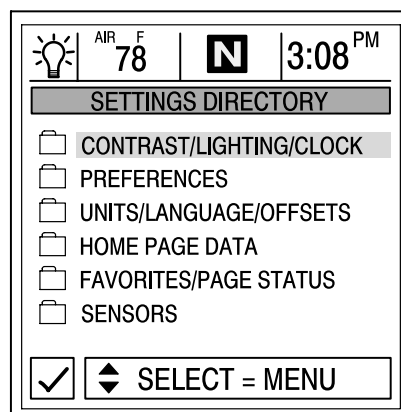 AIR F
78 N 3:08 PM
SETTINGS DIRECTORY
CONTRAST/LIGHTING/CLOCK
PREFERENCES
UNITS/LANGUAGE/OFFSETS
HOME PAGE DATA
FAVORITES/PAGE STATUS
SENSORS
SELECT = MENU